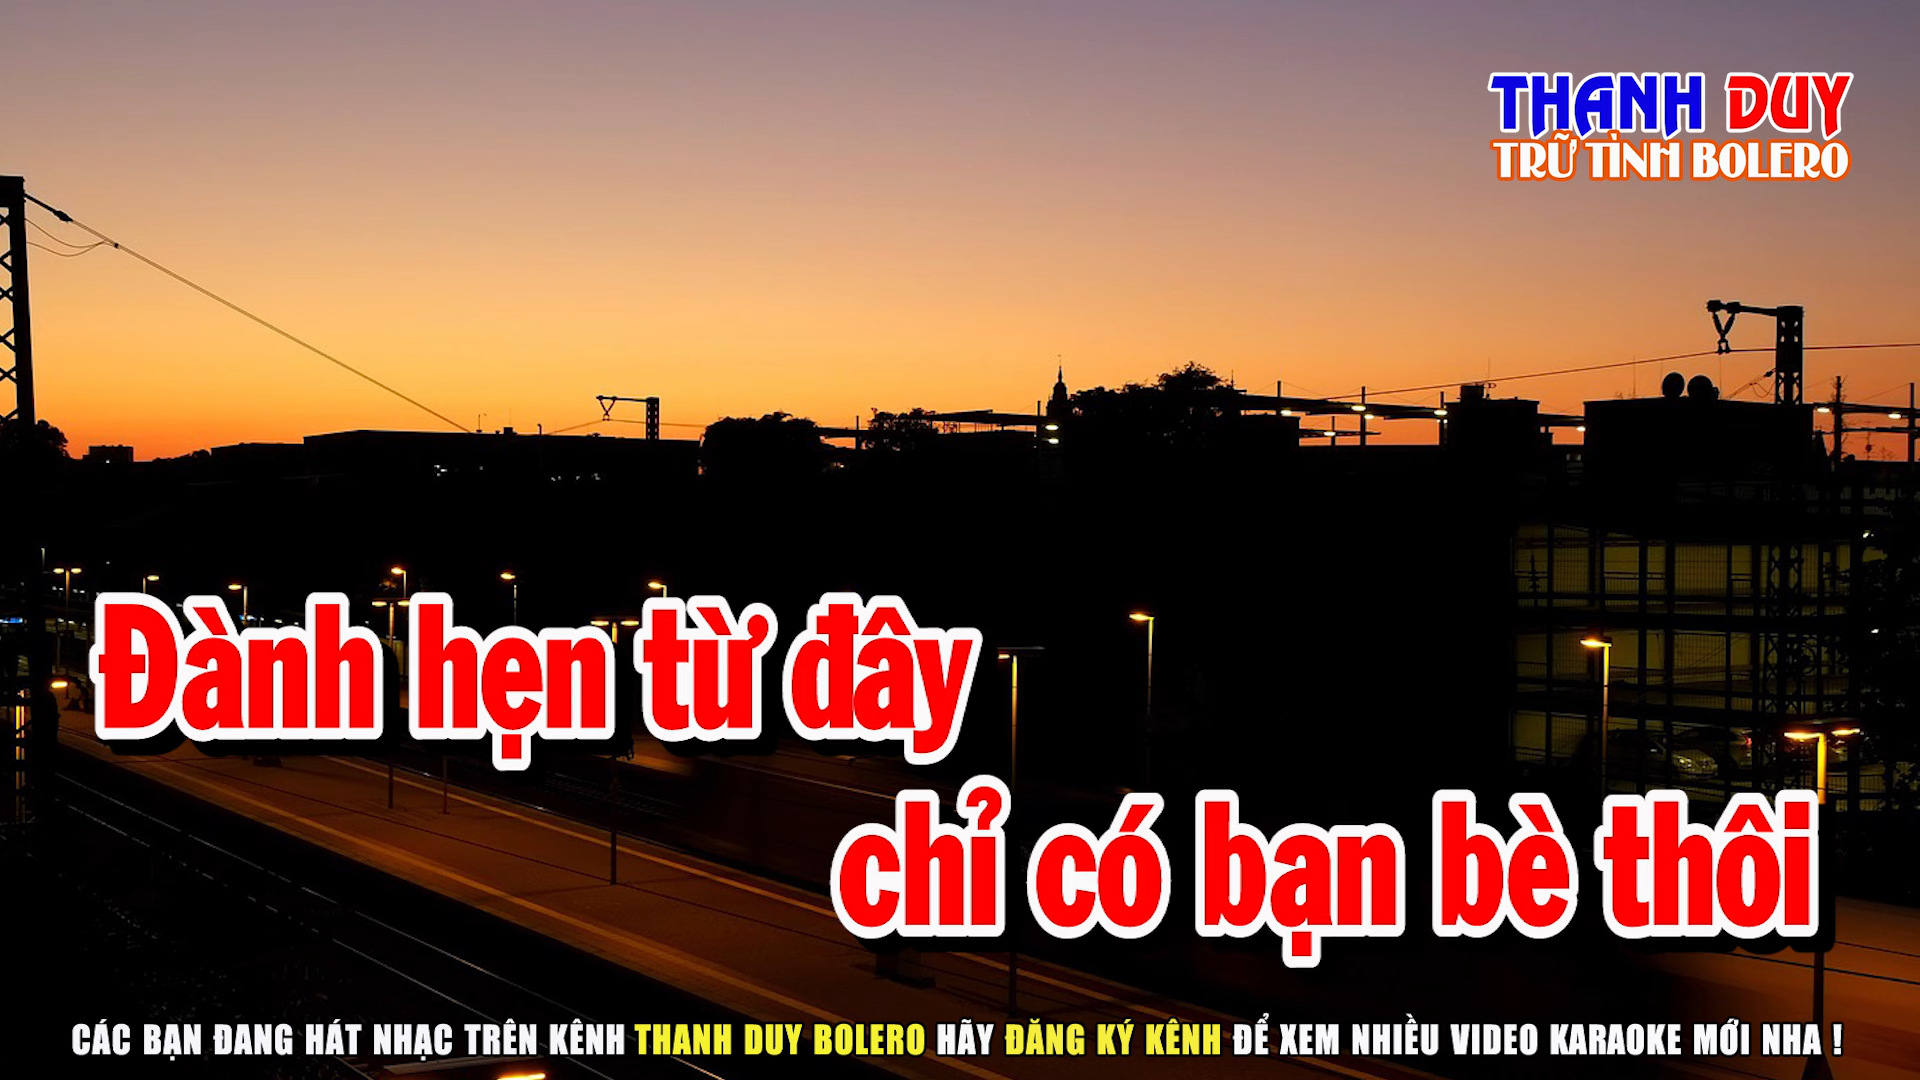 THANH DUY
TRỮ TÌNH BOLERO
Đành hẹn từ đây
chỉ có bạn bè thôi
CÁC BẠN ĐANG HÁT NHẠC TRÊN KÊNH THANH DUY BOLERO HÃY ĐĂNG KÝ KÊNH ĐỂ XEM NHIỀU VIDEO KARAOKE MỚI NHA !